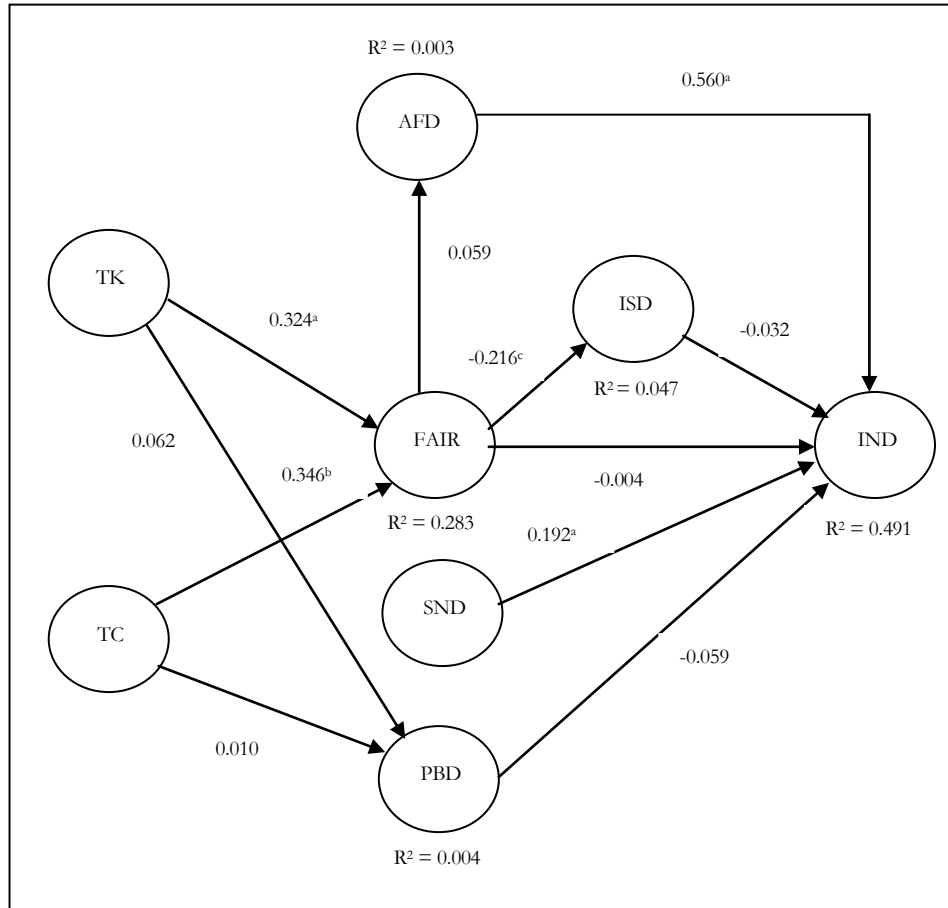 R² = 0.003
0.560ᵃ
AFD
0.059
TK
ISD
0.324ᵃ
-0.032
-0.216ᶜ
R² = 0.047
0.062
FAIR
IND
0.346ᵇ
-0.004
R² = 0.283
R² = 0.491
0.192ᵃ
SND
TC
-0.059
0.010
PBD
R² = 0.004